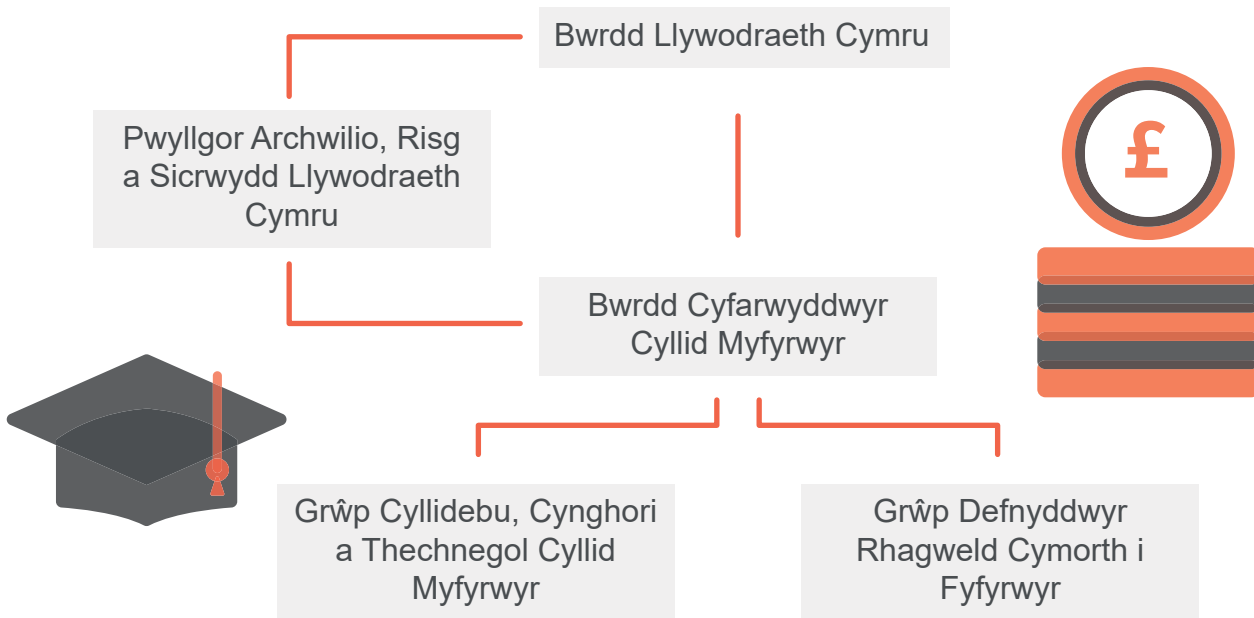 Bwrdd Llywodraeth Cymru
Pwyllgor Archwilio, Risg
a Sicrwydd Llywodraeth
Cymru
£
Bwrdd Cyfarwyddwyr
Cyllid Myfyrwyr
Grŵp Cyllidebu, Cynghori
a Thechnegol Cyllid
Myfyrwyr
Grŵp Defnyddwyr
Rhagweld Cymorth i
Fyfyrwyr